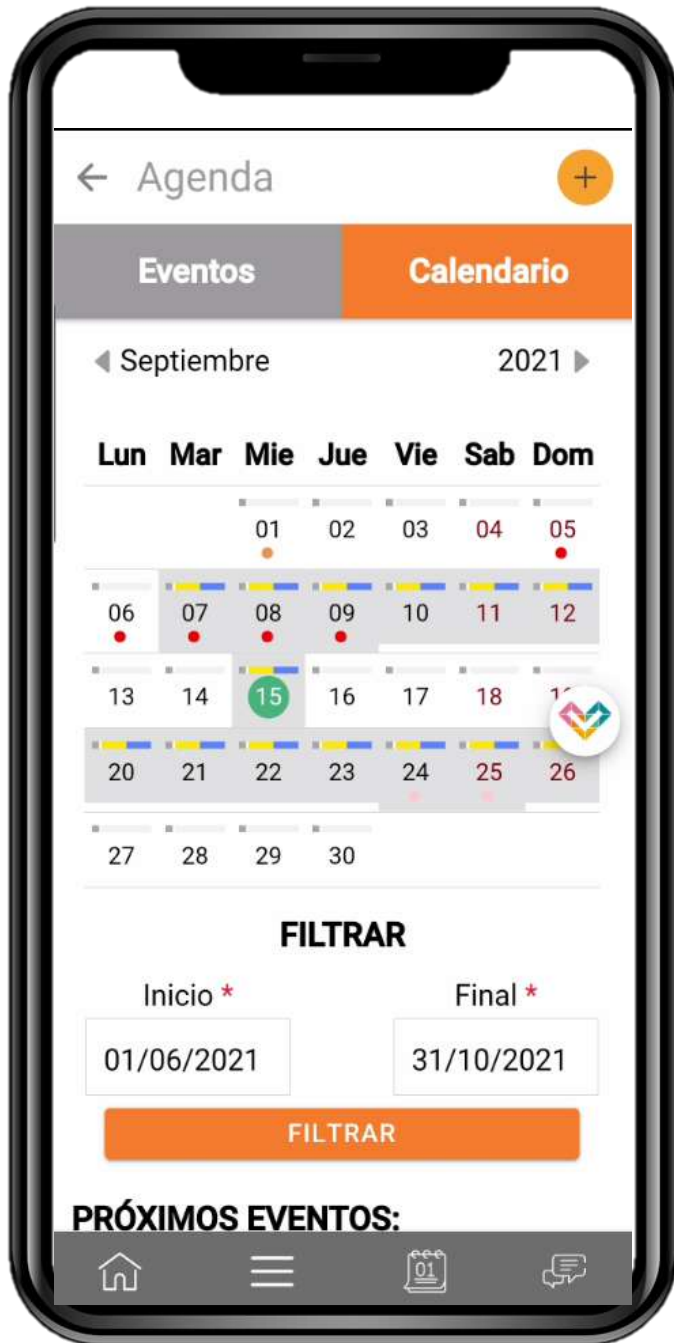 Agenda
Eventos Calendario
Septiembre 2021
Lun Mar Mie Jue Vie Sab Dom
01 02 03 04 05
06 07 08 09 10 11 12
13 14 15 16 17 18
20 21 22 23 24 25 26
27 28 29 30
FILTRAR
Inicio * Final *
01/06/2021 31/10/2021
FILTRAR
PRÓXIMOS EVENTOS:
01